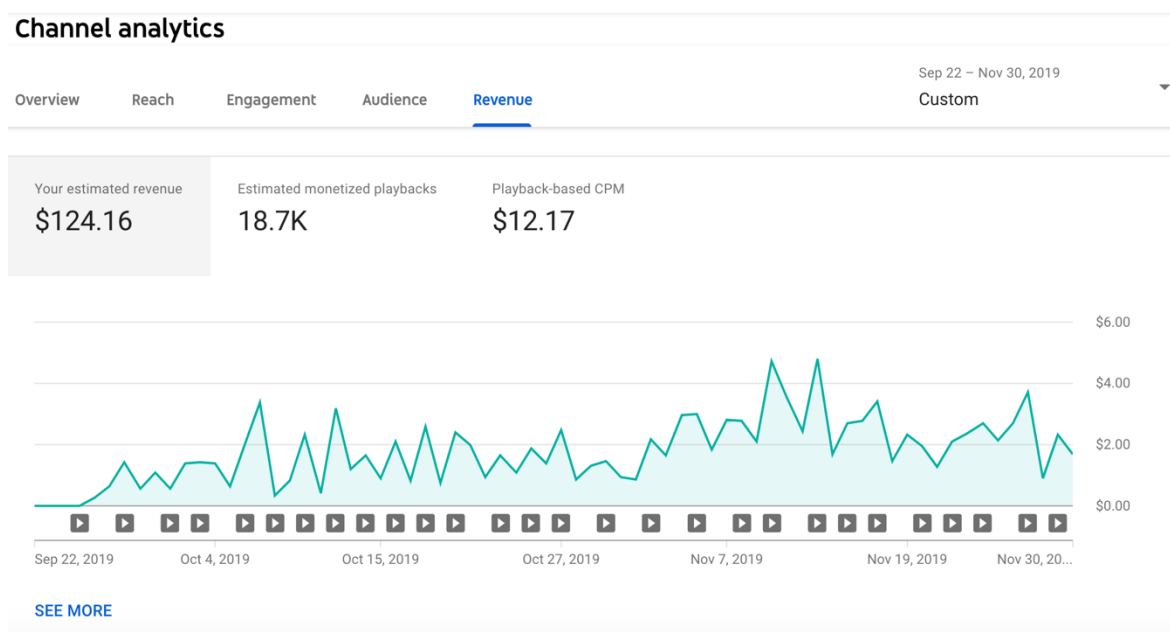 Channel analytics
Sep 22 – Nov 30, 2019
Overview Reach Engagement Audience Revenue Custom
Your estimated revenue Estimated monetized playbacks Playback-based CPM
$124.16 18.7K $12.17
$6.00
$4.00
$2.00
$0.00
Sep 22, 2019 Oct 4, 2019 Oct 15, 2019 Oct 27, 2019 Nov 7, 2019 Nov 19, 2019 Nov 30, 20...
SEE MORE